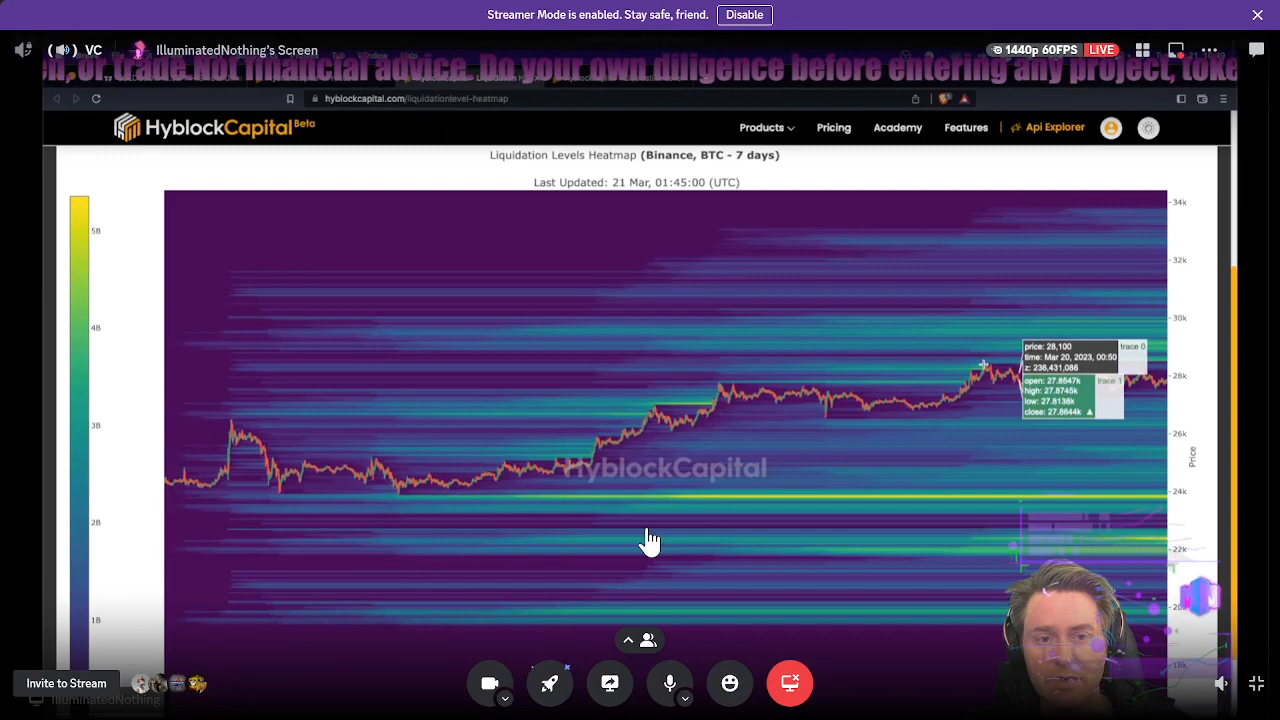 Streamer Mode is enabled. Stay safe, friend. Disable
VC IlluminatedNothing's Screen 1440p 60FPS LIVE
or trade Not financial advice - Do your own diligence before entering any project,
hyblockcapital.com/liquidationlevel-heatmap
HyblockCapital Beta Products Pricing Academy Features Api Explorer
Liquidation Levels Heatmap (Binance, BTC - 7 days)
Last Updated: 21 Mar, 01:45:00 (UTC)
34k
5B
32k
4B
30k
price: 28,100 trace 0
time: Mar 20, 2023, 00:50
z: 236,431,086
28k
open: 27.8547k trace 1
high: 27.8745k
low: 27.8136k
close: 27.8644k ▲
3B
26k
Price
HyblockCapital
24k
2B
22k
20k
1B
18k
Invite to Stream
IlluminatedNothing